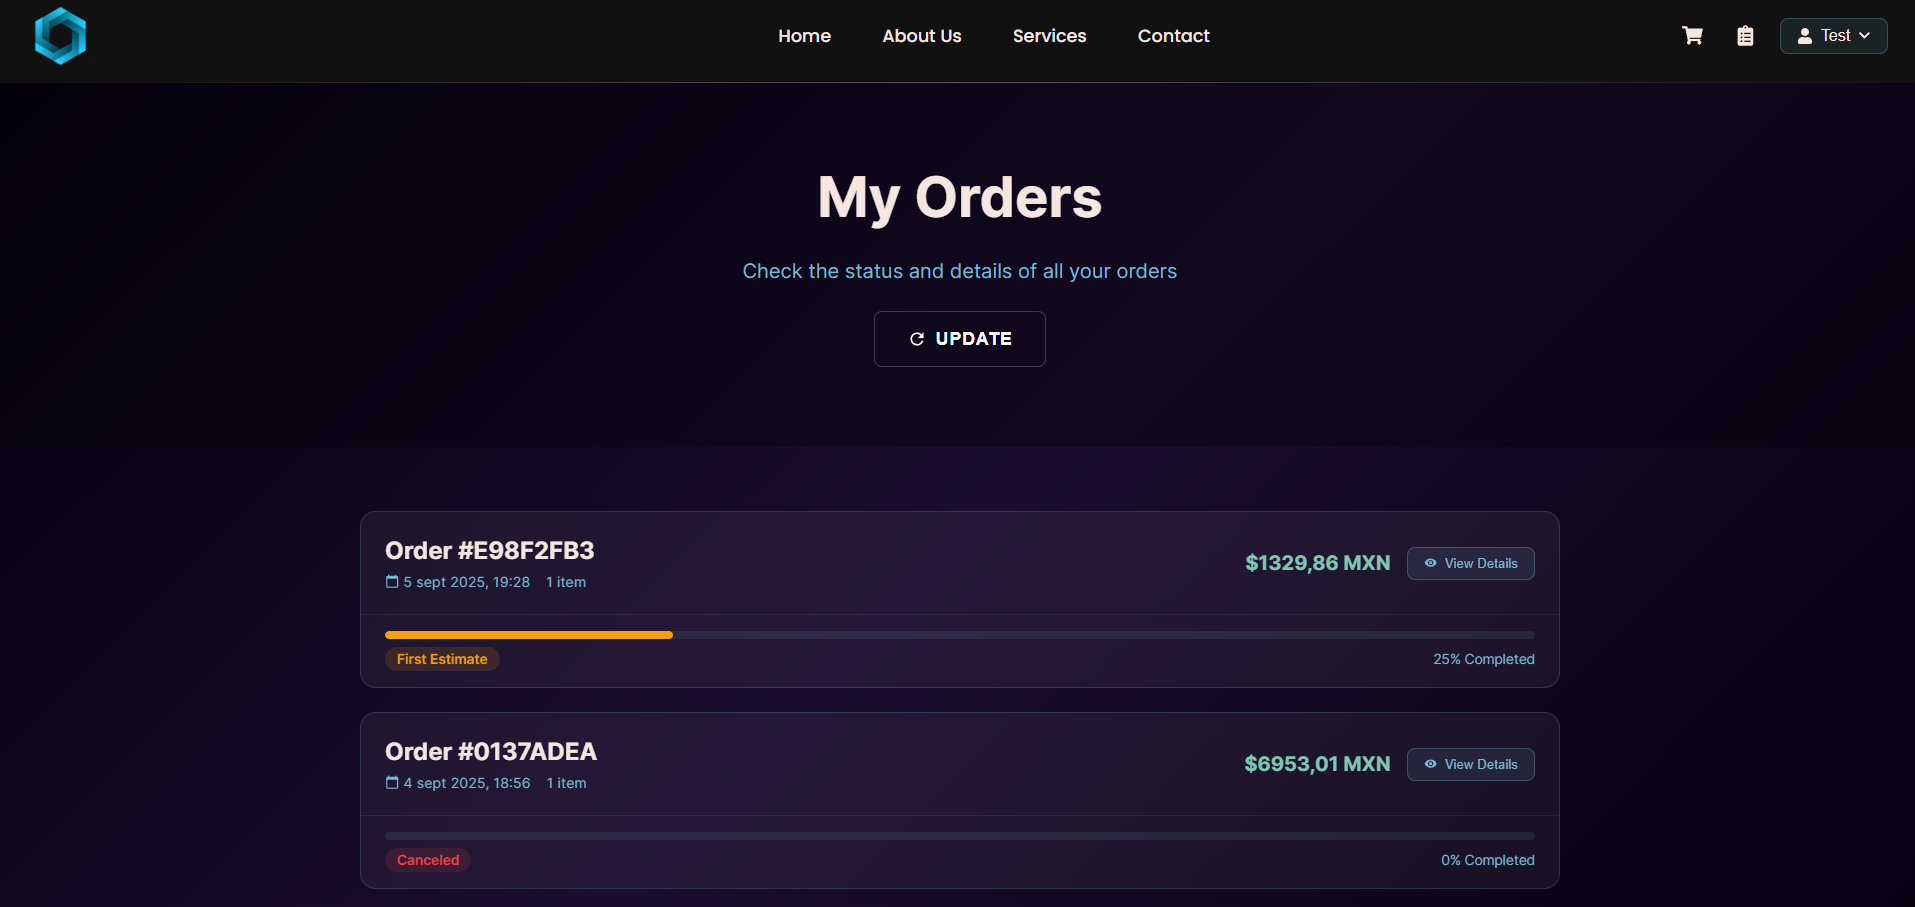 Home About Us Services Contact Test
My Orders
Check the status and details of all your orders
UPDATE
Order #E98F2FB3
5 sept 2025, 19:28 1 item
$1329,86 MXN View Details
First Estimate 25% Completed
Order #0137ADEA
4 sept 2025, 18:56 1 item
$6953,01 MXN View Details
Canceled 0% Completed